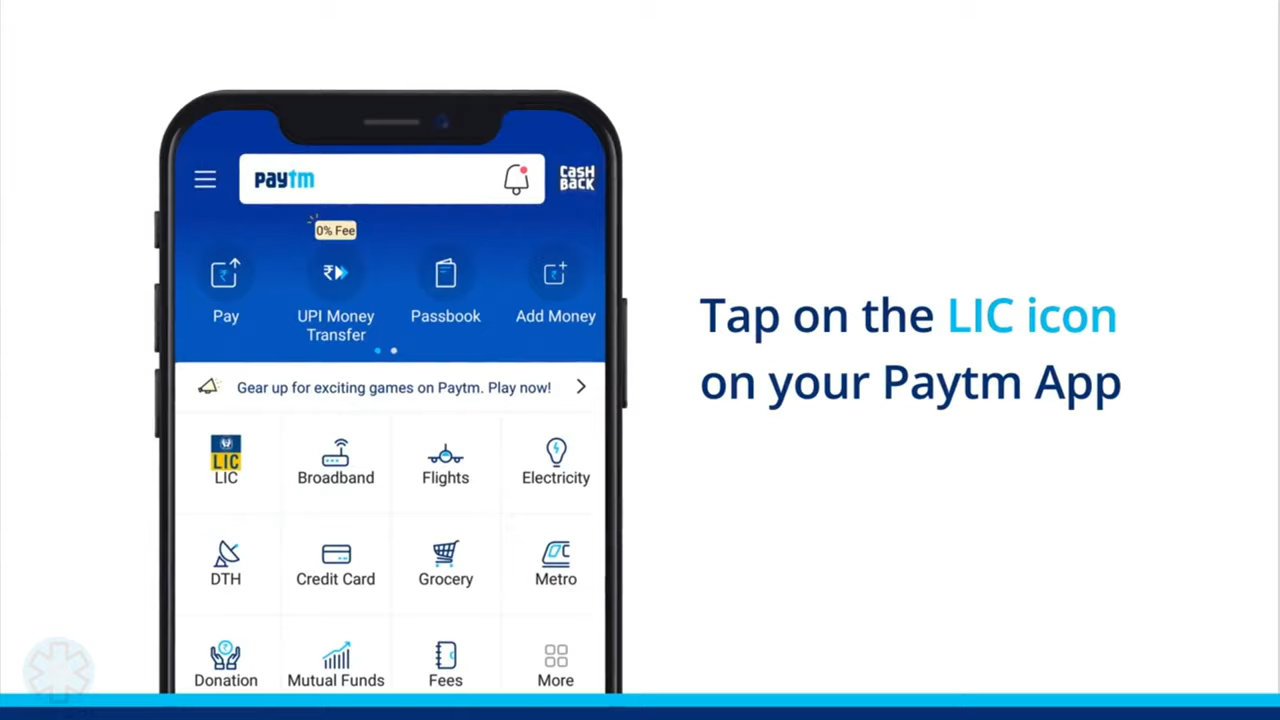 paytm
CASH
BACK
0% Fee
Pay
UPI Money
Transfer
Passbook
Add Money
Gear up for exciting games on Paytm. Play now!
LIC
LIC
Broadband
Flights
Electricity
DTH
Credit Card
Grocery
Metro
Donation
Mutual Funds
Fees
More
Tap on the LIC icon
on your Paytm App